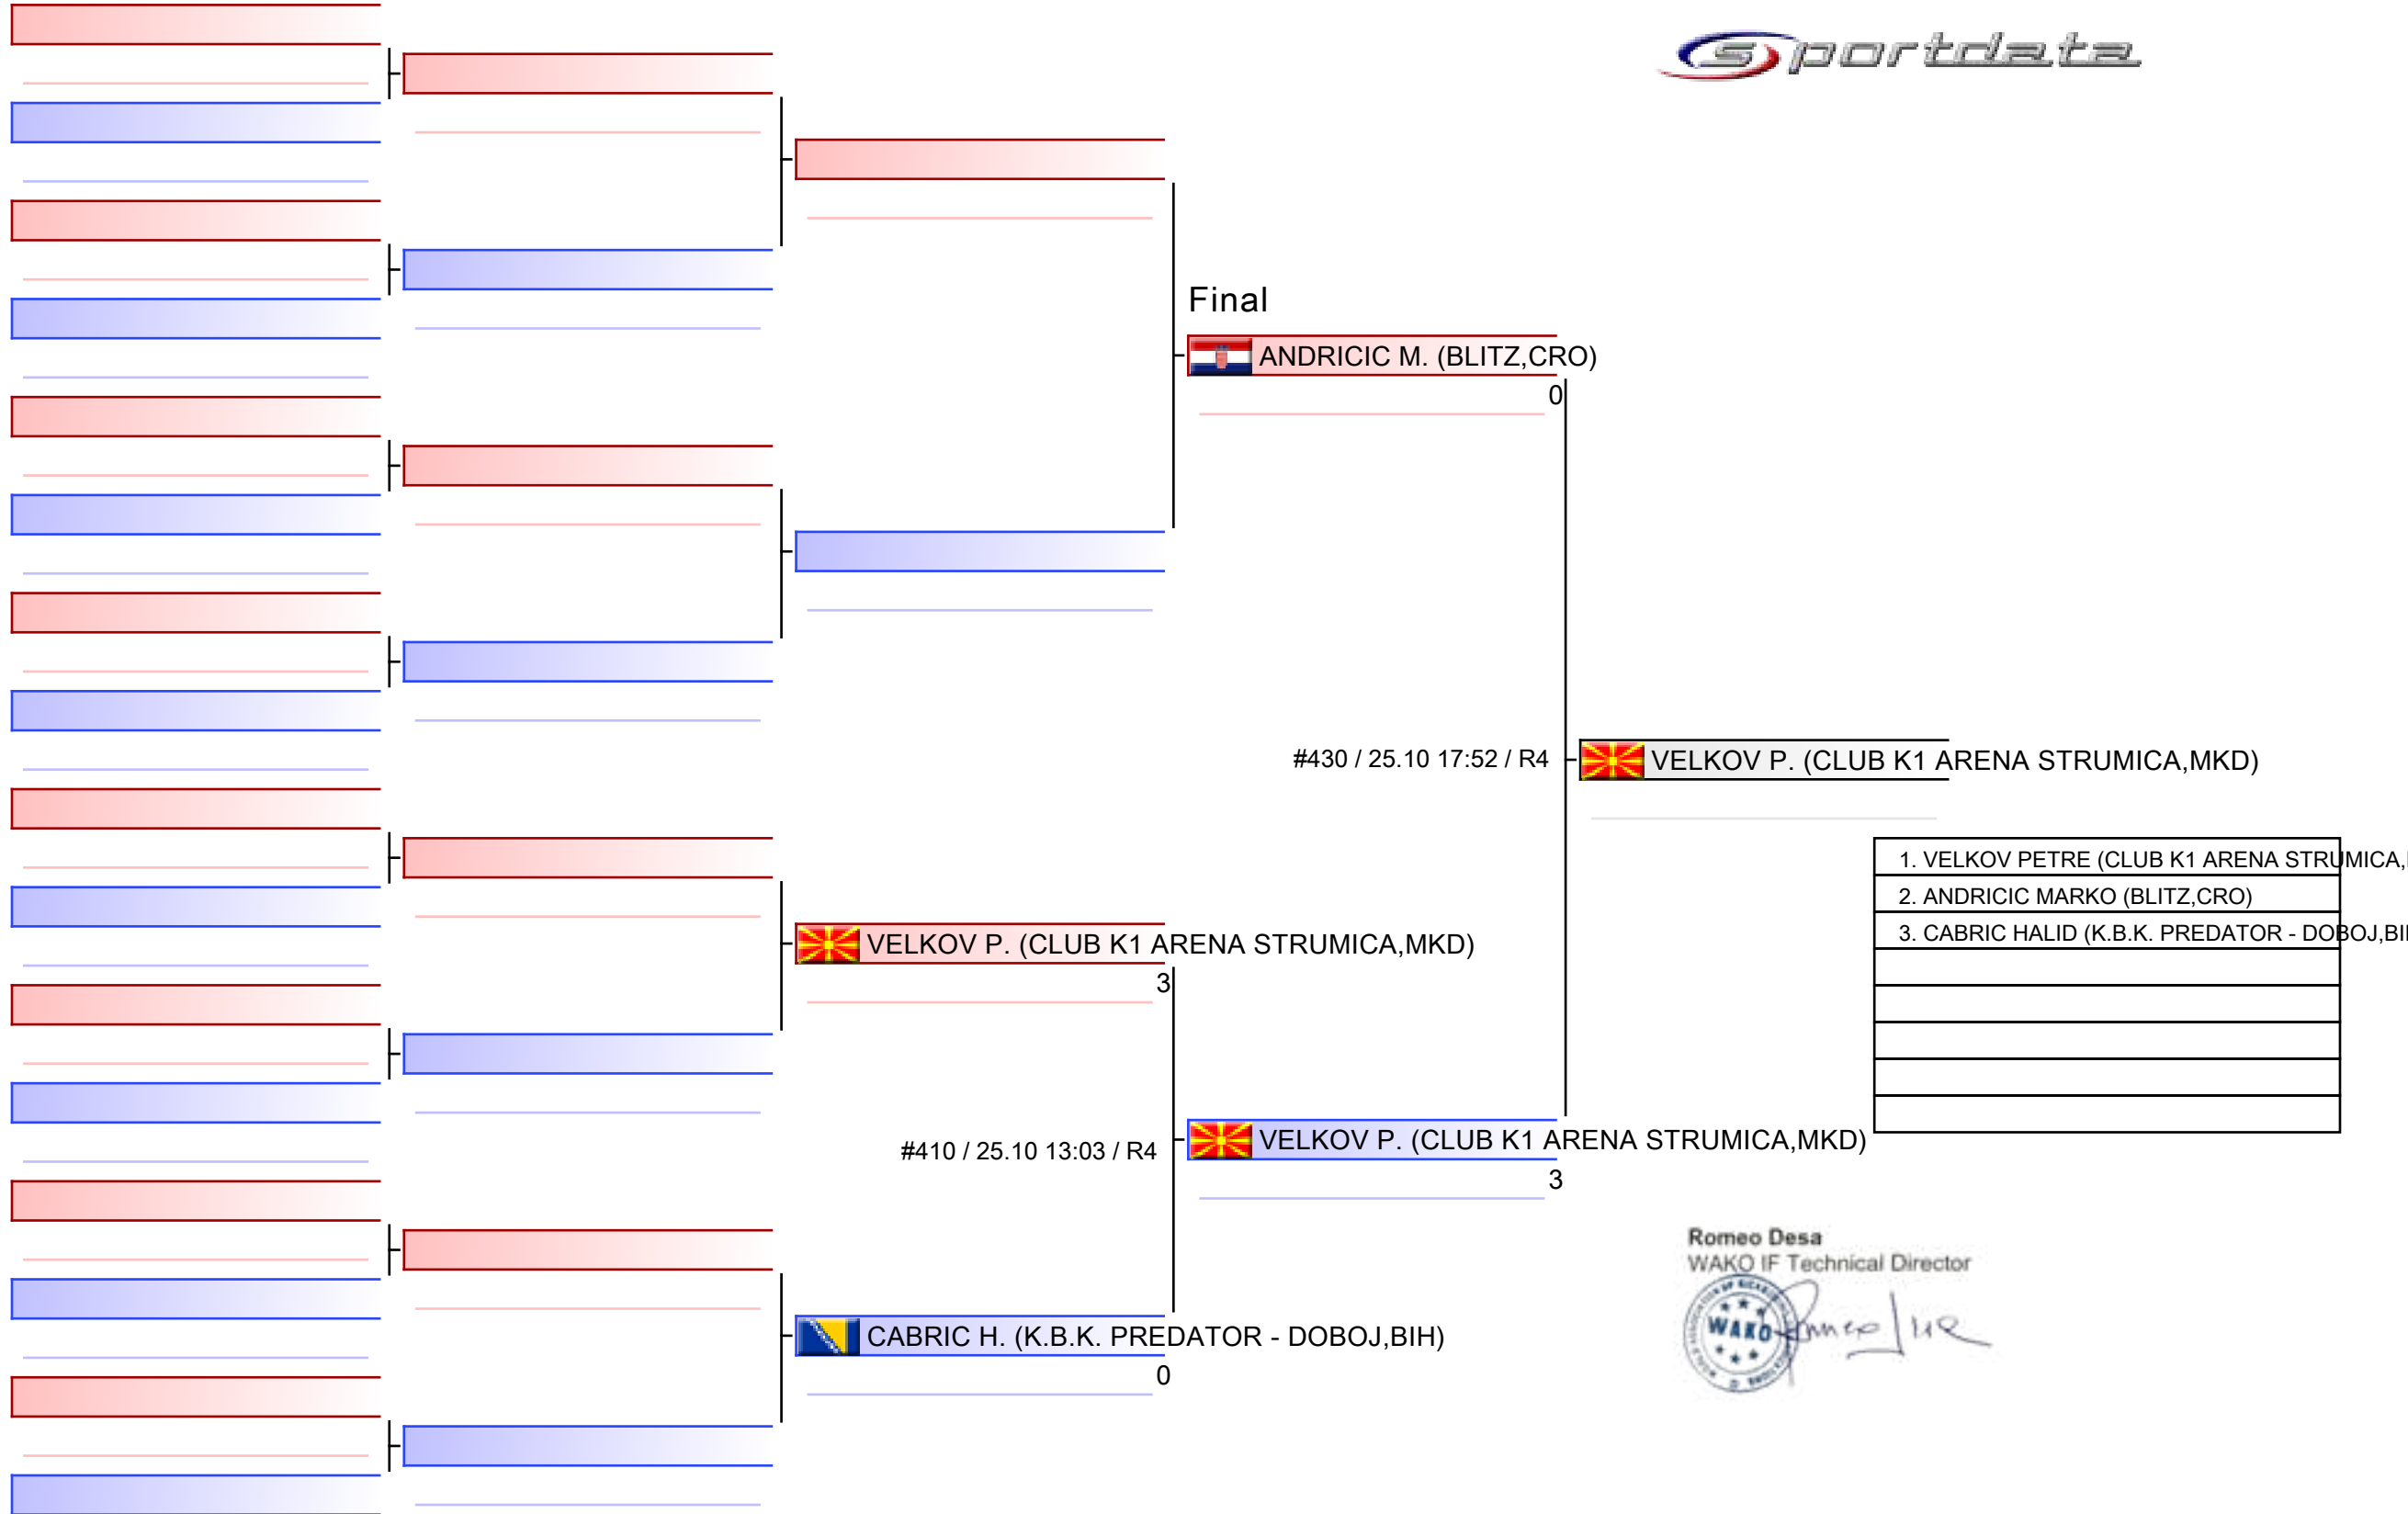 sportdata
Final
ANDRICIC M. (BLITZ,CRO)
0
#430 / 25.10 17:52 / R4
VELKOV P. (CLUB K1 ARENA STRUMICA,MKD)
1. VELKOV PETRE (CLUB K1 ARENA STRUMICA,
2. ANDRICIC MARKO (BLITZ,CRO)
3. CABRIC HALID (K.B.K. PREDATOR - DOBOJ,BIH
VELKOV P. (CLUB K1 ARENA STRUMICA,MKD)
3
#410 / 25.10 13:03 / R4
VELKOV P. (CLUB K1 ARENA STRUMICA,MKD)
3
CABRIC H. (K.B.K. PREDATOR - DOBOJ,BIH)
0
Romeo Desa
WAKO IF Technical Director
WAKO